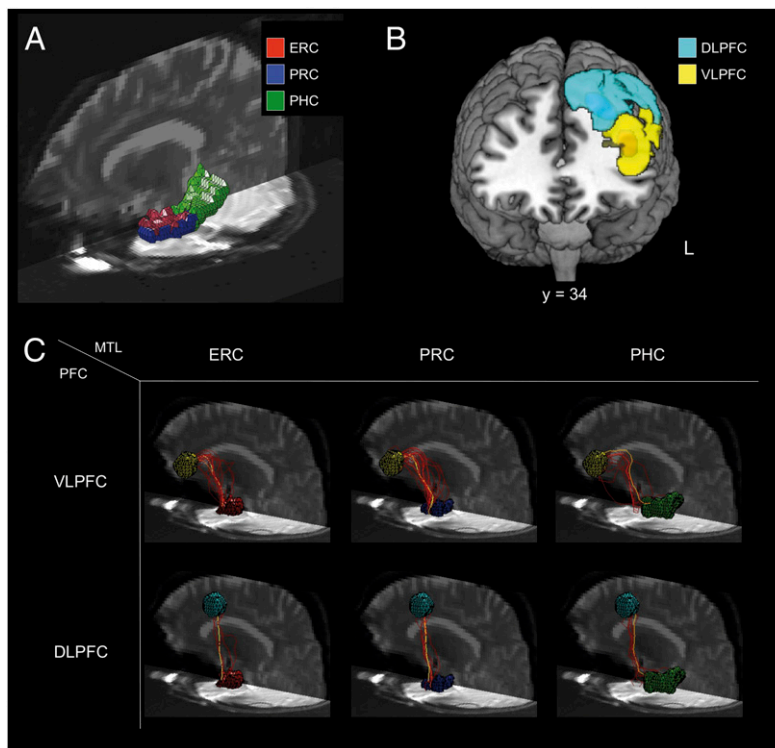 A
ERC
PRC
PHC
B
DLPFC
VLPFC
L
y = 34
C
MTL
PFC
ERC
PRC
PHC
VLPFC
DLPFC